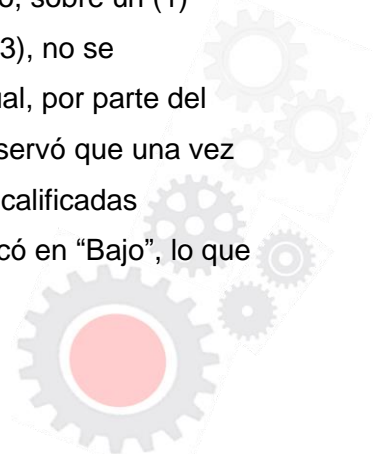 sobre un (1)
3), no se
ual, por parte del
servó que una vez
calificadas
có en “Bajo”, lo que